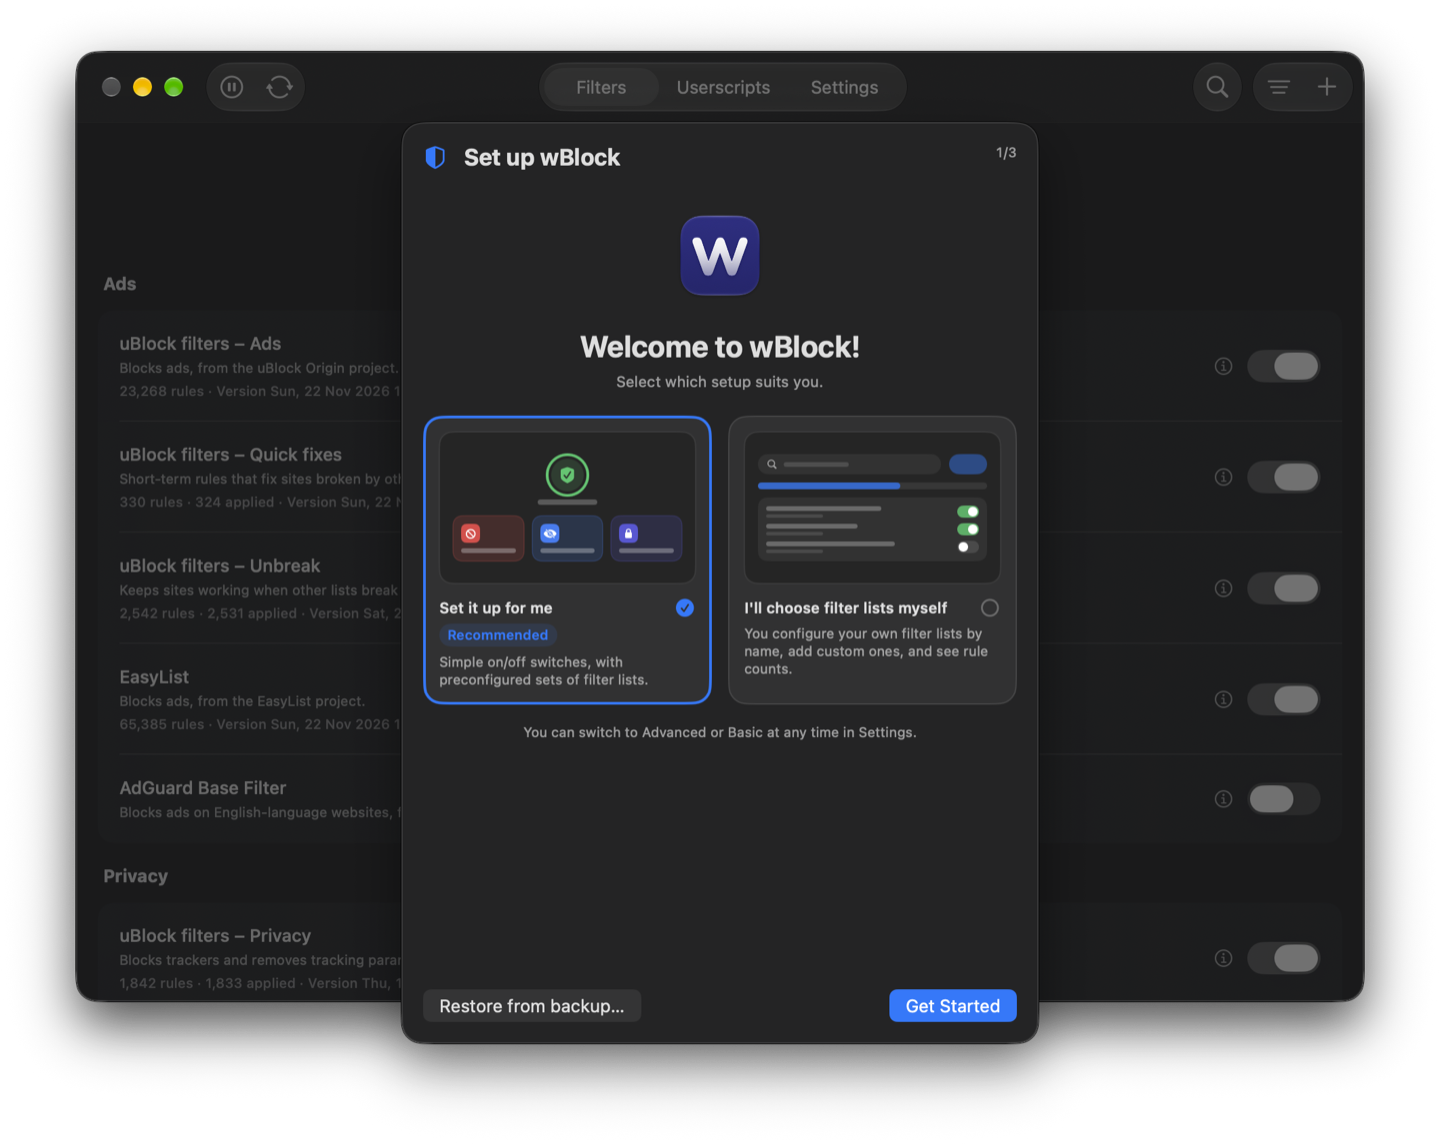 Filters
Userscripts
Settings
Set up wBlock
1/3
W
Welcome to wBlock!
Select which setup suits you.
Set it up for me
Recommended
Simple on/off switches, with
preconfigured sets of filter lists.
I'll choose filter lists myself
You configure your own filter lists by
name, add custom ones, and see rule
counts.
You can switch to Advanced or Basic at any time in Settings.
Restore from backup...
Get Started
Ads
uBlock filters – Ads
Blocks ads, from the uBlock Origin project.
23,268 rules · Version Sun, 22 Nov 2026 1
uBlock filters – Quick fixes
Short-term rules that fix sites broken by
330 rules · 324 applied · Version Sun, 22
uBlock filters – Unbreak
Keeps sites working when other lists break
2,542 rules · 2,531 applied · Version Sat, 2
EasyList
Blocks ads, from the EasyList project.
65,385 rules · Version Sun, 22 Nov 2026 1
AdGuard Base Filter
Blocks ads on English-language websites,
Privacy
uBlock filters – Privacy
Blocks trackers and removes tracking
1,842 rules · 1,833 applied · Version Thu, 1